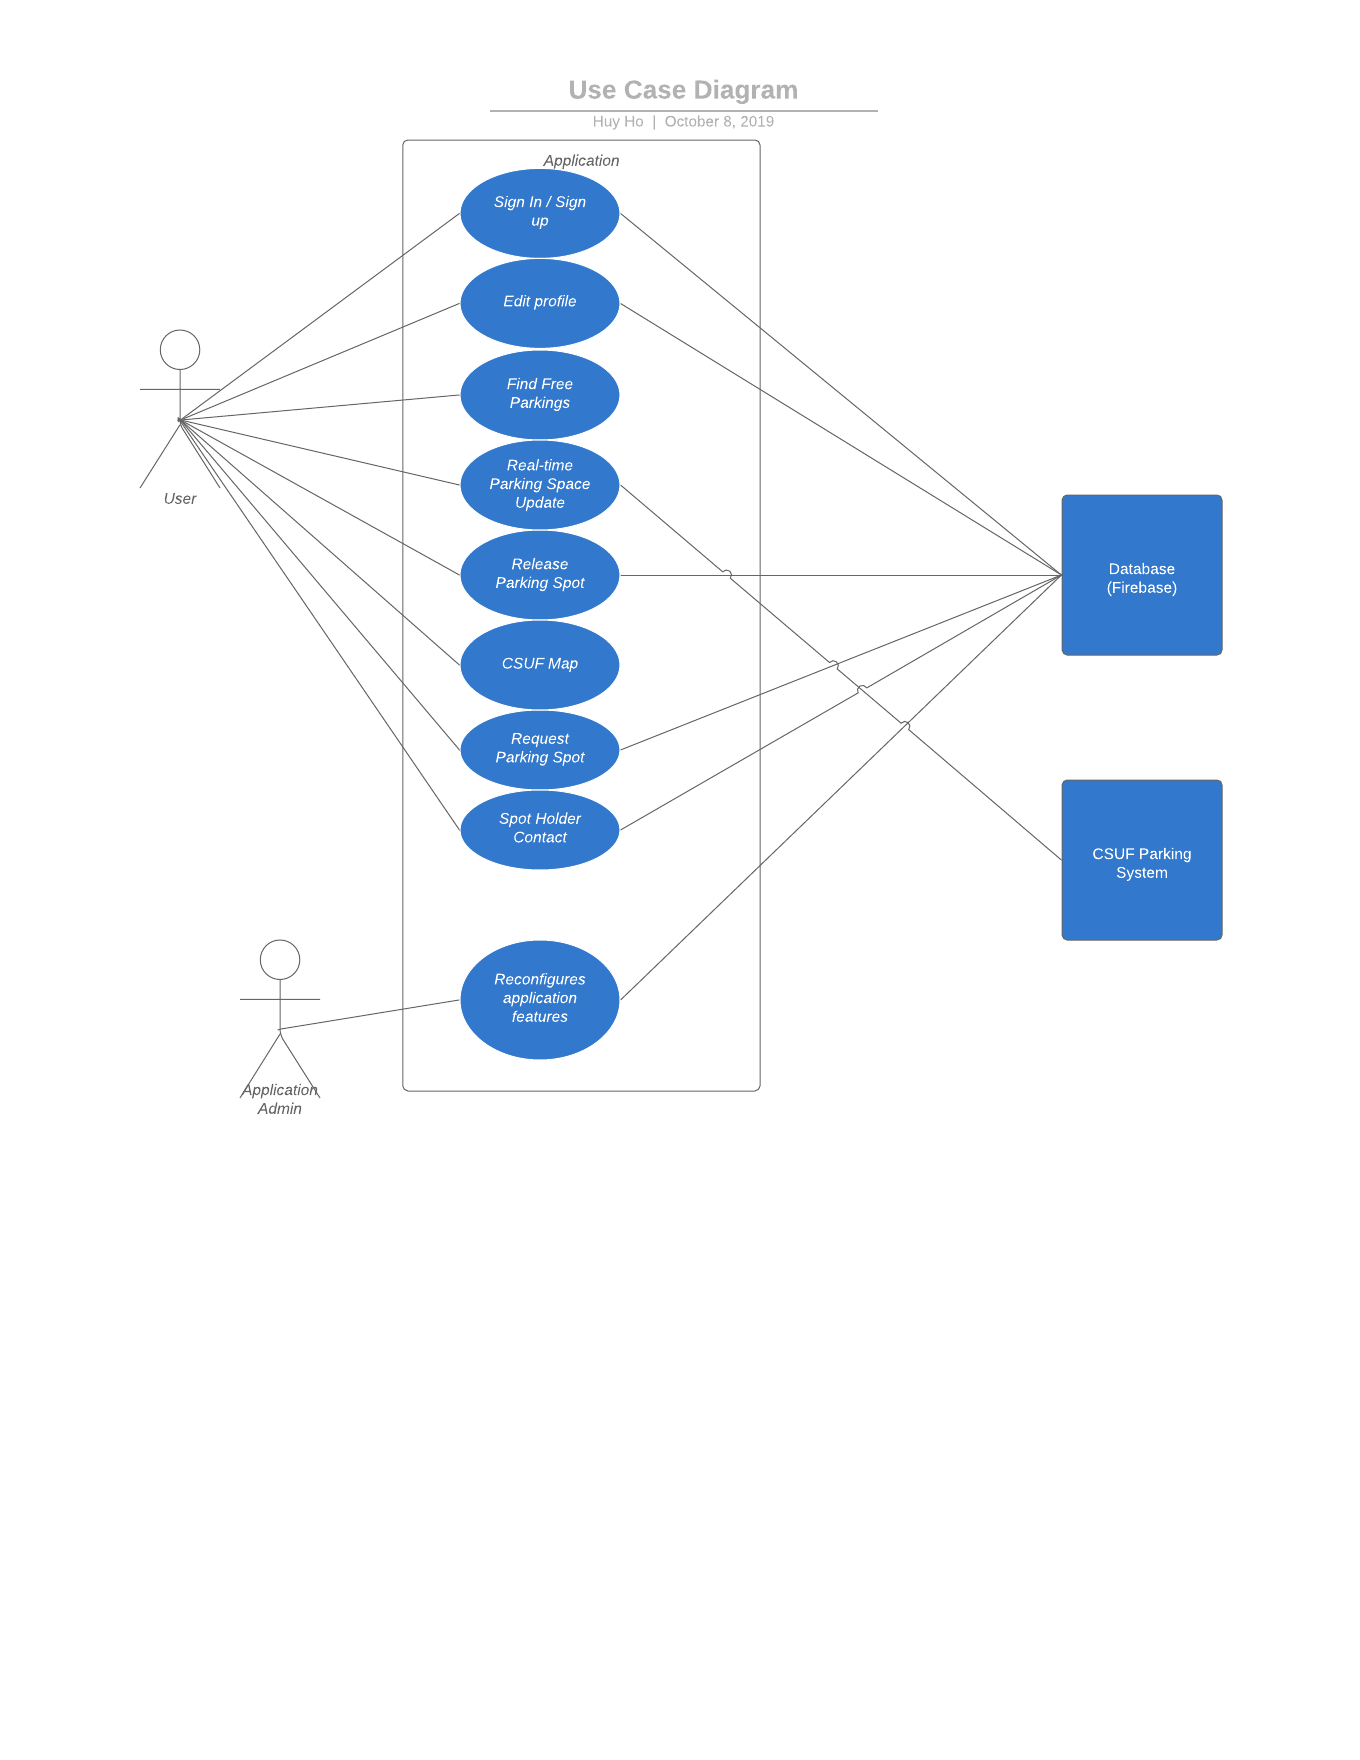 Use Case Diagram
Huy Ho | October 8, 2019
Application
Sign In / Sign
up
Edit profile
Find Free
Parkings
Real-time
Parking Space
Update
Release
Parking Spot
CSUF Map
Request
Parking Spot
Spot Holder
Contact
Reconfigures
application
features
User
Application
Admin
Database
(Firebase)
CSUF Parking
System